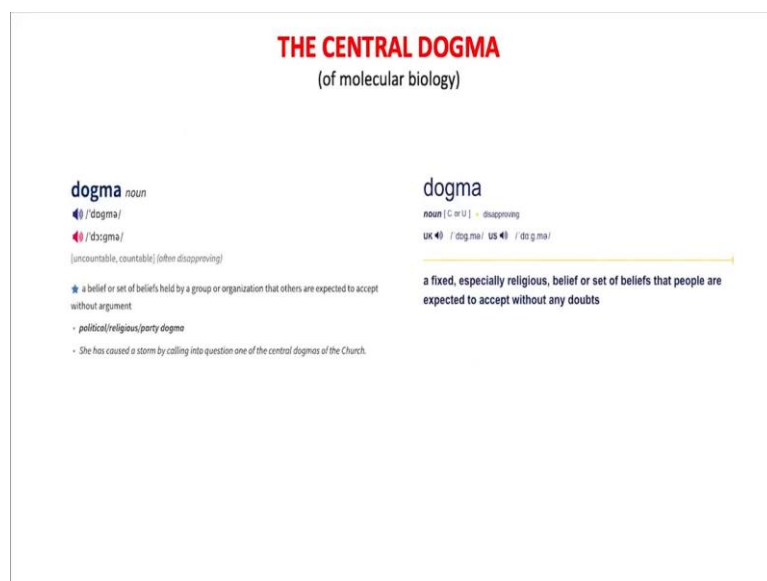 THE CENTRAL DOGMA
(of molecular biology)
dogma noun
/ˈdɒɡmə/
/ˈdɔːɡmə/
[uncountable, countable] (often disapproving)
a belief or set of beliefs held by a group or organization that others are expected to accept
without argument
- political/religious/party dogma
- She has caused a storm by calling into question one of the central dogmas of the Church.
dogma
noun [ C or U ] • disapproving
UK /ˈdɒɡ.mə/ US /ˈdɑːɡ.mə/
a fixed, especially religious, belief or set of beliefs that people are
expected to accept without any doubts